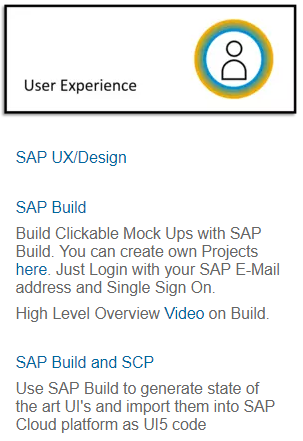 User Experience
SAP UX/Design
SAP Build
Build Clickable Mock Ups with SAP
Build. You can create own Projects
here. Just Login with your SAP E-Mail
address and Single Sign On.
High Level Overview Video on Build.
SAP Build and SCP
Use SAP Build to generate state of
the art UI's and import them into SAP
Cloud platform as UI5 code